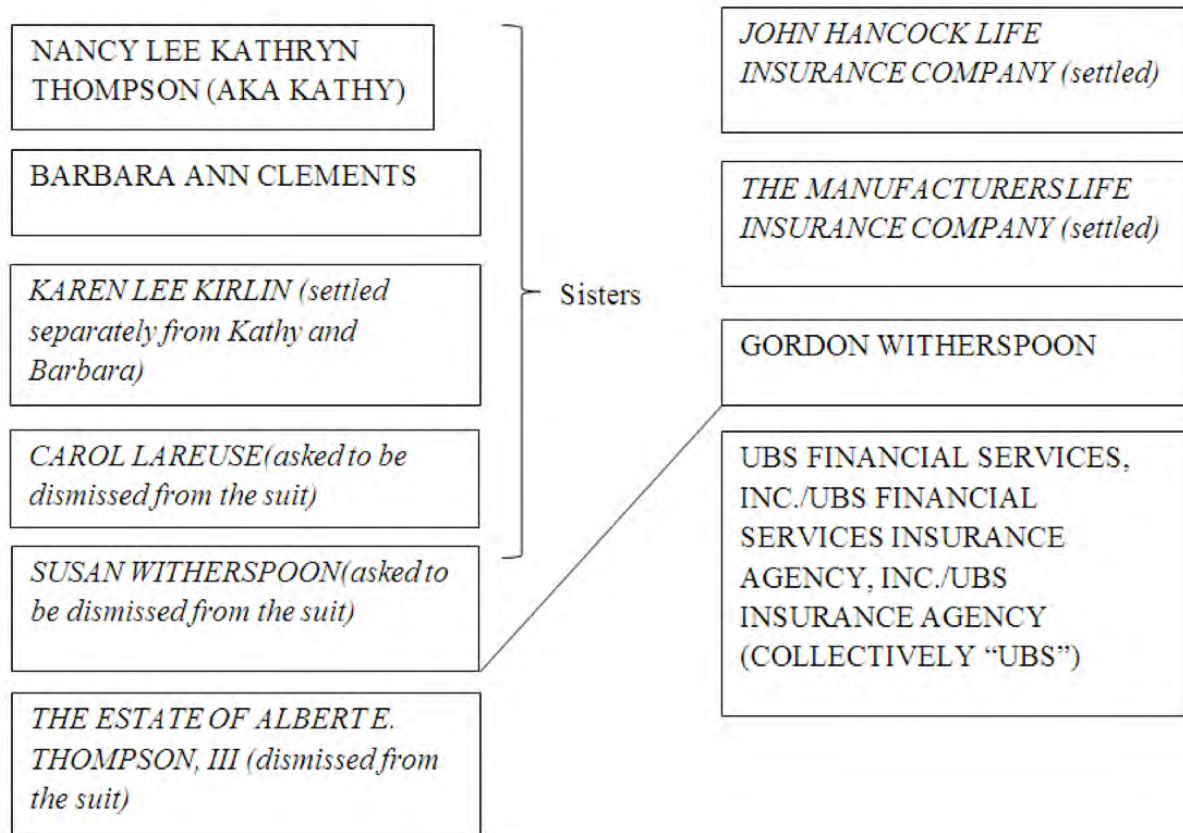 NANCY LEE KATHRYN
THOMPSON (AKA KATHY)
BARBARA ANN CLEMENTS
KAREN LEE KIRLIN (settled
separately from Kathy and
Barbara)
CAROL LAREUSE(asked to be
dismissed from the suit)
SUSAN WITHERSPOON(asked to
be dismissed from the suit)
THE ESTATE OF ALBERT E.
THOMPSON, III (dismissed from
the suit)
Sisters
JOHN HANCOCK LIFE
INSURANCE COMPANY (settled)
THE MANUFACTURERS LIFE
INSURANCE COMPANY (settled)
GORDON WITHERSPOON
UBS FINANCIAL SERVICES,
INC./UBS FINANCIAL
SERVICES INSURANCE
AGENCY, INC./UBS
INSURANCE AGENCY
(COLLECTIVELY “UBS”)